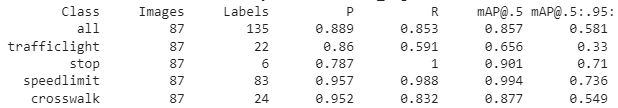 Class Images Labels P R mAP@.5 mAP@.5:.95:
all 87 135 0.889 0.853 0.857 0.581
trafficlight 87 22 0.86 0.591 0.656 0.33
stop 87 6 0.787 1 0.901 0.71
speedlimit 87 83 0.957 0.988 0.994 0.736
crosswalk 87 24 0.952 0.832 0.877 0.549